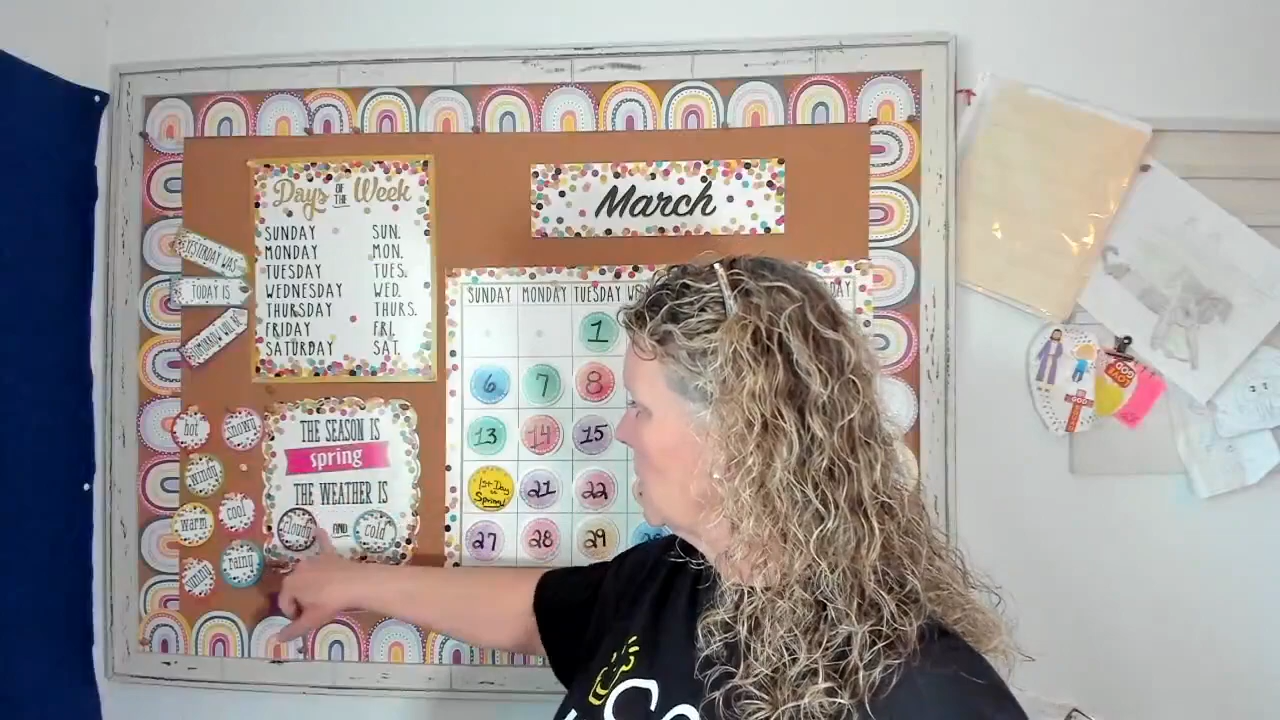 Days OF THE Week
SUNDAY SUN.
MONDAY MON.
TUESDAY TUES.
WEDNESDAY WED.
THURSDAY THURS.
FRIDAY FRI.
SATURDAY SAT.
YESTERDAY WAS
TODAY IS
TOMORROW WILL BE
March
SUNDAY MONDAY TUESDAY
1
6 7 8
13 14 15
1st Day of Spring! 21 22
27 28 29
THE SEASON IS
spring
THE WEATHER IS
cloudy AND cold
hot snowy
windy
warm cool
sunny rainy